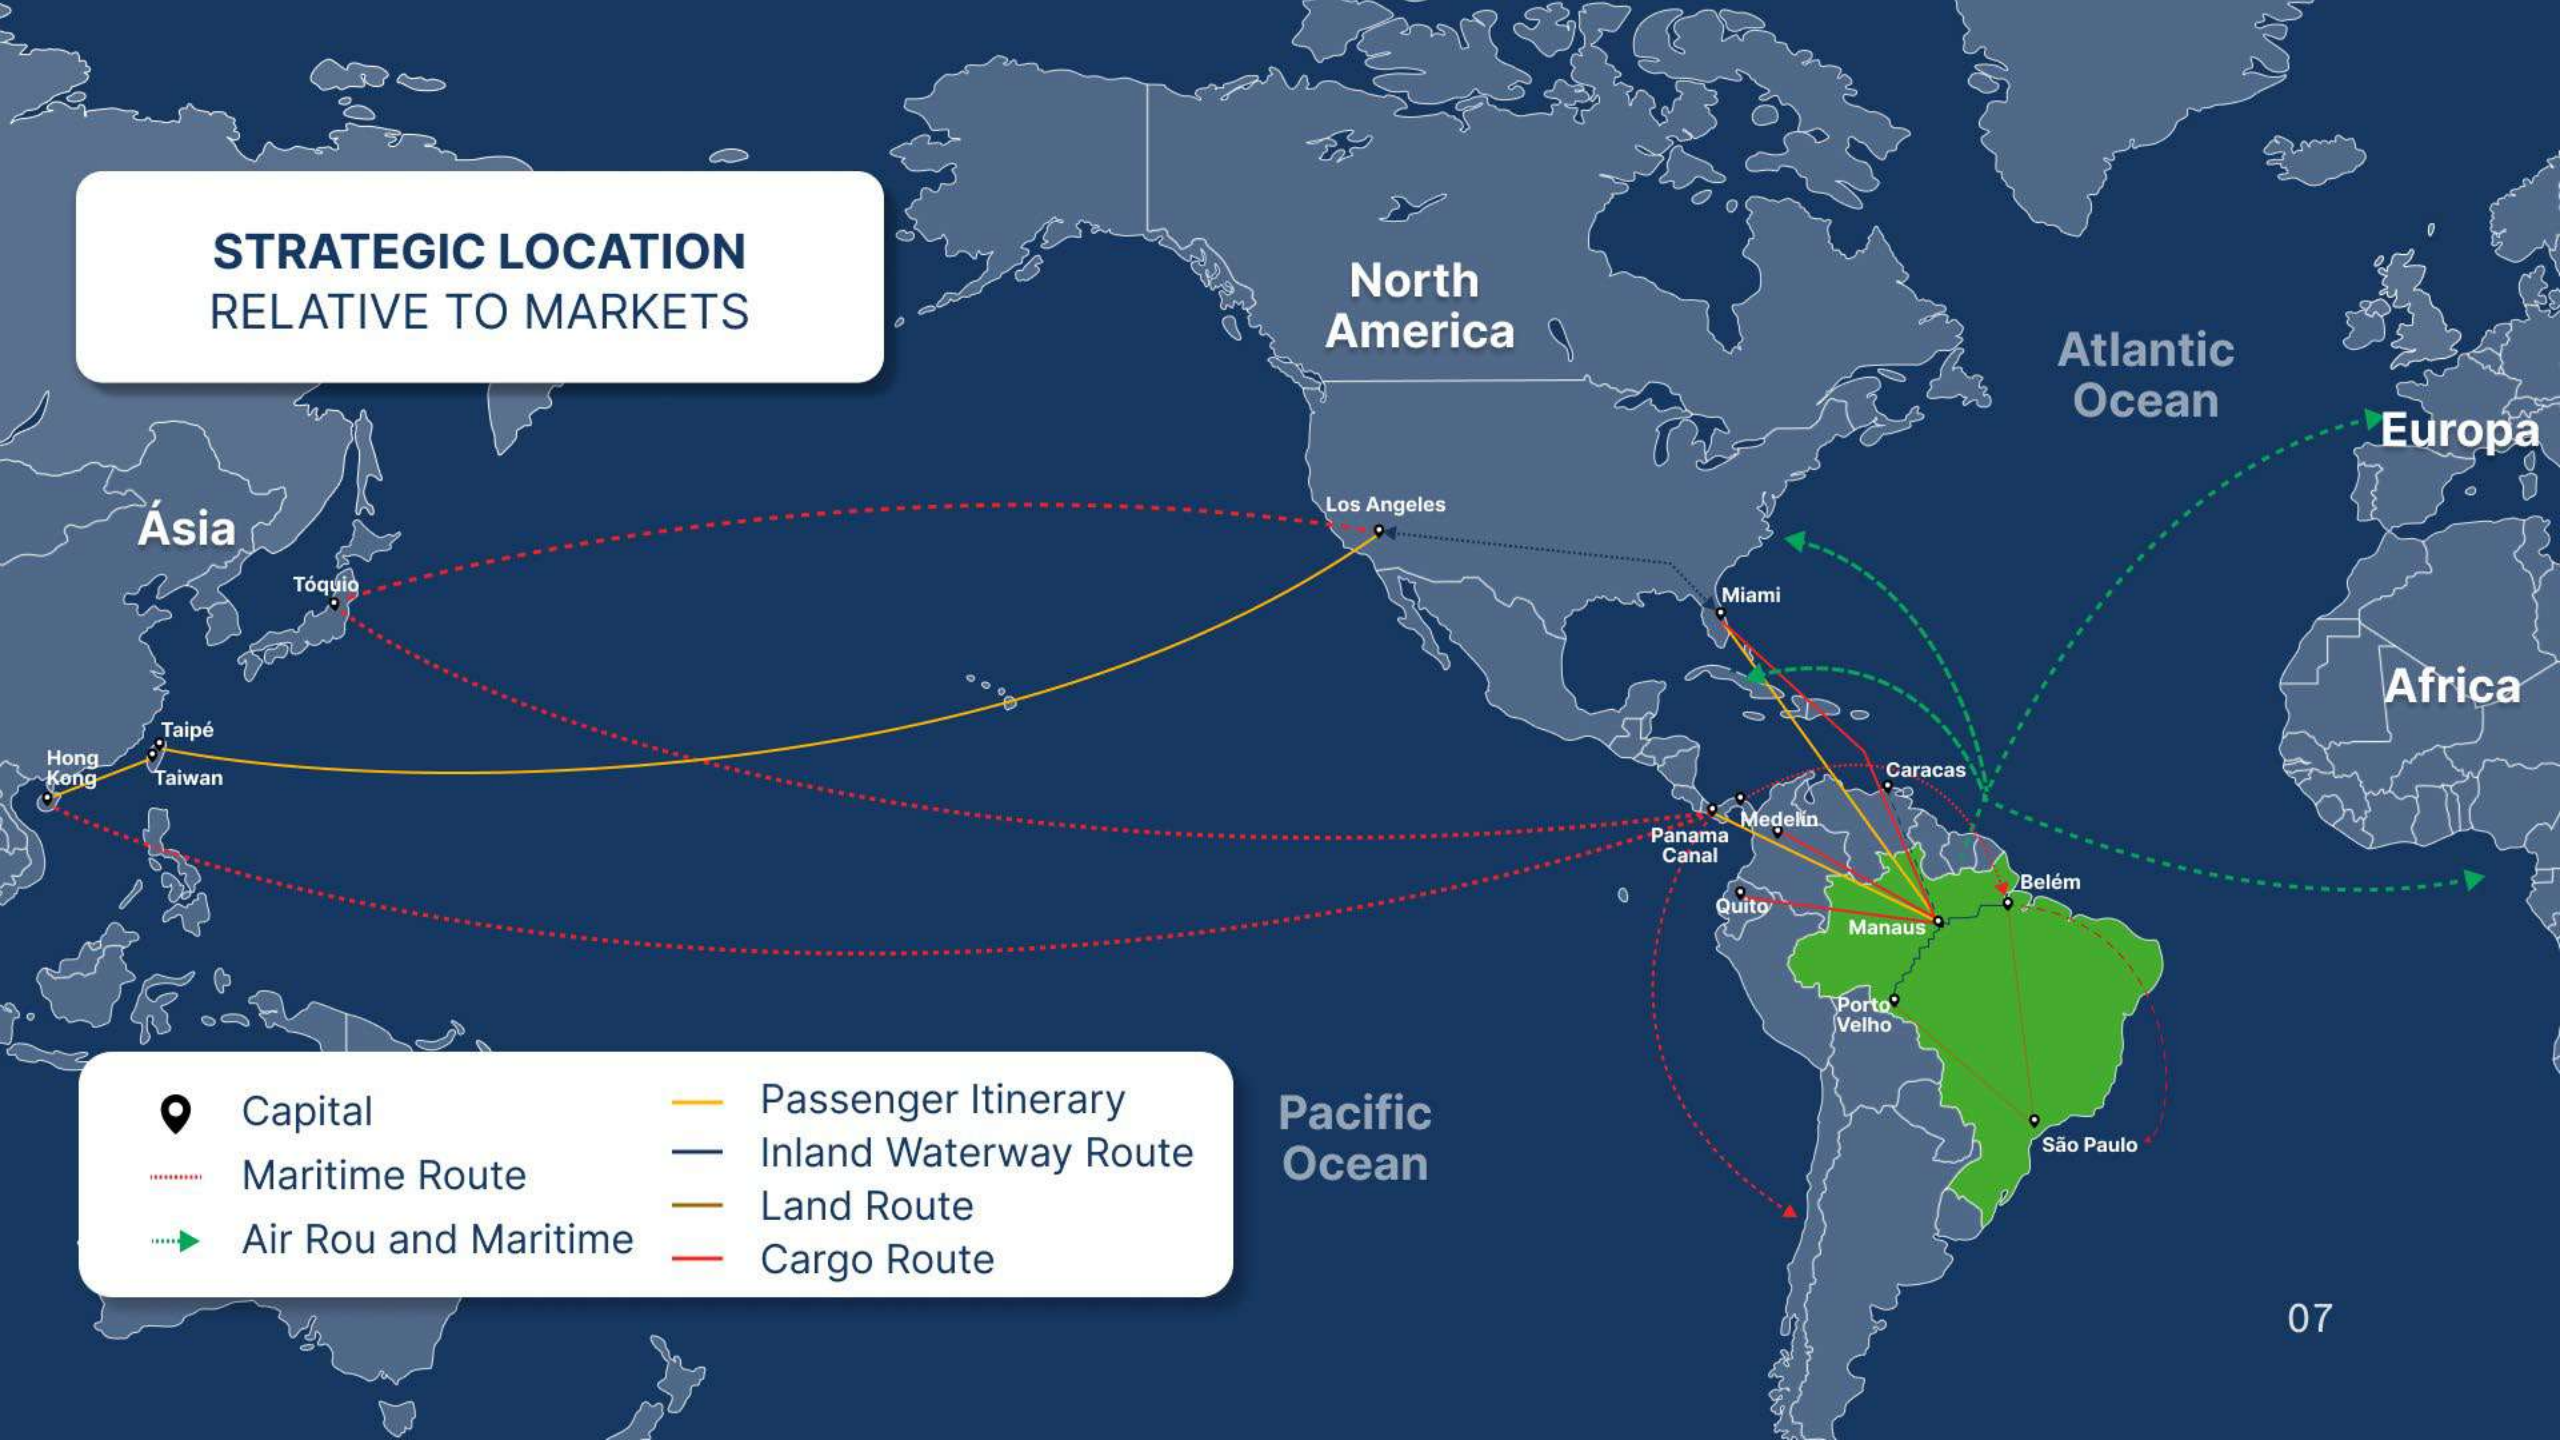 STRATEGIC LOCATION
RELATIVE TO MARKETS
North
America
Atlantic
Ocean
Europa
Los Angeles
Ásia
Tóquio
Miami
Africa
Taipé
Hong
Kong
Taiwan
Caracas
Medelín
Panama
Canal
Belém
Quito
Manaus
Porto
Velho
São Paulo
Pacific
Ocean
Capital
Maritime Route
Air Rou and Maritime
Passenger Itinerary
Inland Waterway Route
Land Route
Cargo Route
07